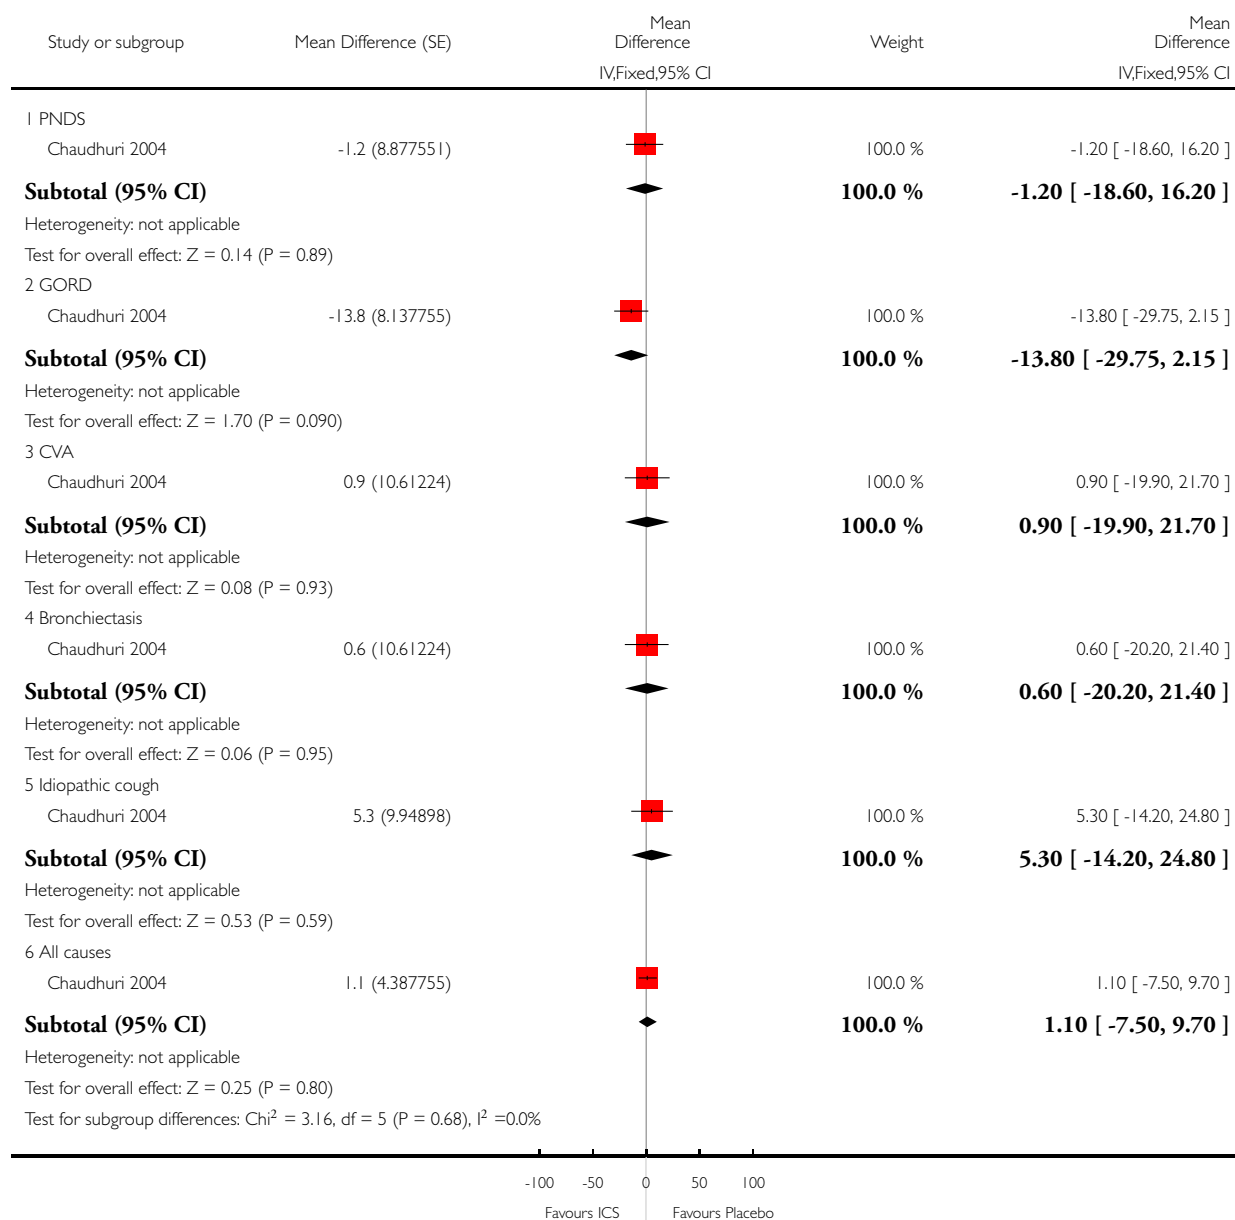 Study or subgroup Mean Difference (SE) Mean Difference Weight Mean Difference
IV,Fixed,95% CI IV,Fixed,95% CI
1 PNDS
Chaudhuri 2004 -1.2 (8.877551) 100.0 % -1.20 [ -18.60, 16.20 ]
Subtotal (95% CI) 100.0 % -1.20 [ -18.60, 16.20 ]
Heterogeneity: not applicable
Test for overall effect: Z = 0.14 (P = 0.89)
2 GORD
Chaudhuri 2004 -13.8 (8.137755) 100.0 % -13.80 [ -29.75, 2.15 ]
Subtotal (95% CI) 100.0 % -13.80 [ -29.75, 2.15 ]
Heterogeneity: not applicable
Test for overall effect: Z = 1.70 (P = 0.090)
3 CVA
Chaudhuri 2004 0.9 (10.61224) 100.0 % 0.90 [ -19.90, 21.70 ]
Subtotal (95% CI) 100.0 % 0.90 [ -19.90, 21.70 ]
Heterogeneity: not applicable
Test for overall effect: Z = 0.08 (P = 0.93)
4 Bronchiectasis
Chaudhuri 2004 0.6 (10.61224) 100.0 % 0.60 [ -20.20, 21.40 ]
Subtotal (95% CI) 100.0 % 0.60 [ -20.20, 21.40 ]
Heterogeneity: not applicable
Test for overall effect: Z = 0.06 (P = 0.95)
5 Idiopathic cough
Chaudhuri 2004 5.3 (9.94898) 100.0 % 5.30 [ -14.20, 24.80 ]
Subtotal (95% CI) 100.0 % 5.30 [ -14.20, 24.80 ]
Heterogeneity: not applicable
Test for overall effect: Z = 0.53 (P = 0.59)
6 All causes
Chaudhuri 2004 1.1 (4.387755) 100.0 % 1.10 [ -7.50, 9.70 ]
Subtotal (95% CI) 100.0 % 1.10 [ -7.50, 9.70 ]
Heterogeneity: not applicable
Test for overall effect: Z = 0.25 (P = 0.80)
Test for subgroup differences: Chi² = 3.16, df = 5 (P = 0.68), I² =0.0%
-100 -50 0 50 100
Favours ICS Favours Placebo